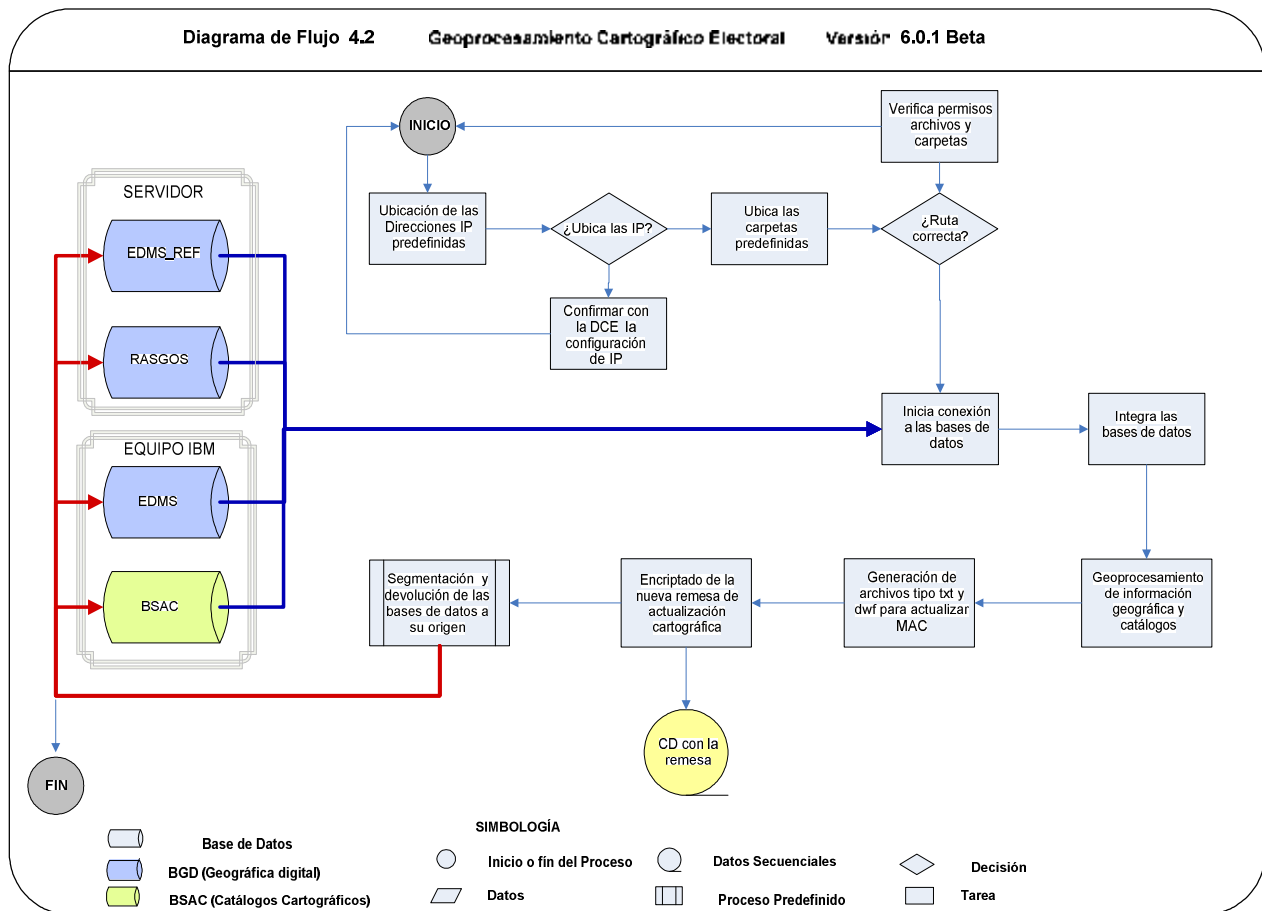 Diagrama de Flujo 4.2 Geoprocesamiento Cartográfico Electoral Versión 6.0.1 Beta
INICIO
Verifica permisos
archivos y
carpetas
SERVIDOR
EDMS_REF
RASGOS
Ubicación de las
Direcciones IP
predefinidas
¿Ubica las IP?
Ubica las
carpetas
predefinidas
¿Ruta
correcta?
Confirmar con
la DCE la
configuración
de IP
EQUIPO IBM
EDMS
BSAC
Inicia conexión
a las bases de
datos
Integra las
bases de datos
Segmentación y
devolución de las
bases de datos a
su origen
Encriptado de la
nueva remesa de
actualización
cartográfica
Generación de
archivos tipo txt y
dwf para actualizar
MAC
Geoprocesamiento
de información
geográfica y
catálogos
CD con la
remesa
FIN
SIMBOLOGÍA
Base de Datos
BGD (Geográfica digital)
BSAC (Catálogos Cartográficos)
Inicio o fín del Proceso
Datos
Datos Secuenciales
Proceso Predefinido
Decisión
Tarea